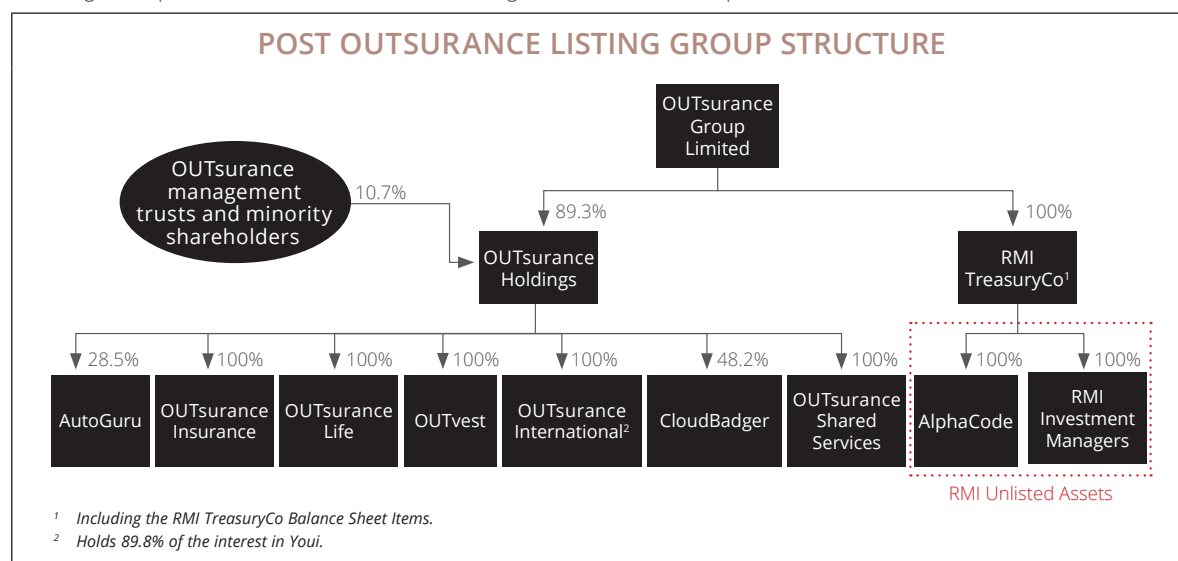 POST OUTSURANCE LISTING GROUP STRUCTURE
OUTsurance
Group
Limited
OUTsurance
management
trusts and minority
shareholders
10.7%
89.3%
100%
OUTsurance
Holdings
RMI
TreasuryCo¹
28.5%
100%
100%
100%
100%
48.2%
100%
100%
100%
AutoGuru
OUTsurance
Insurance
OUTsurance
Life
OUTvest
OUTsurance
International²
CloudBadger
OUTsurance
Shared
Services
AlphaCode
RMI
Investment
Managers
RMI Unlisted Assets
¹ Including the RMI TreasuryCo Balance Sheet Items.
² Holds 89.8% of the interest in Youi.